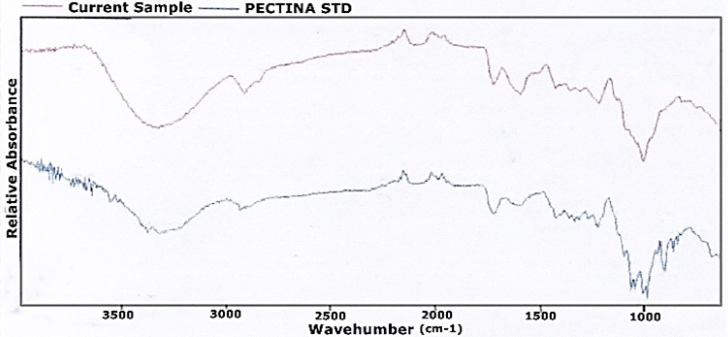 Current Sample PECTINA STD
Relative Absorbance
3500 3000 2500 2000 1500 1000
Wavehumber (cm-1)